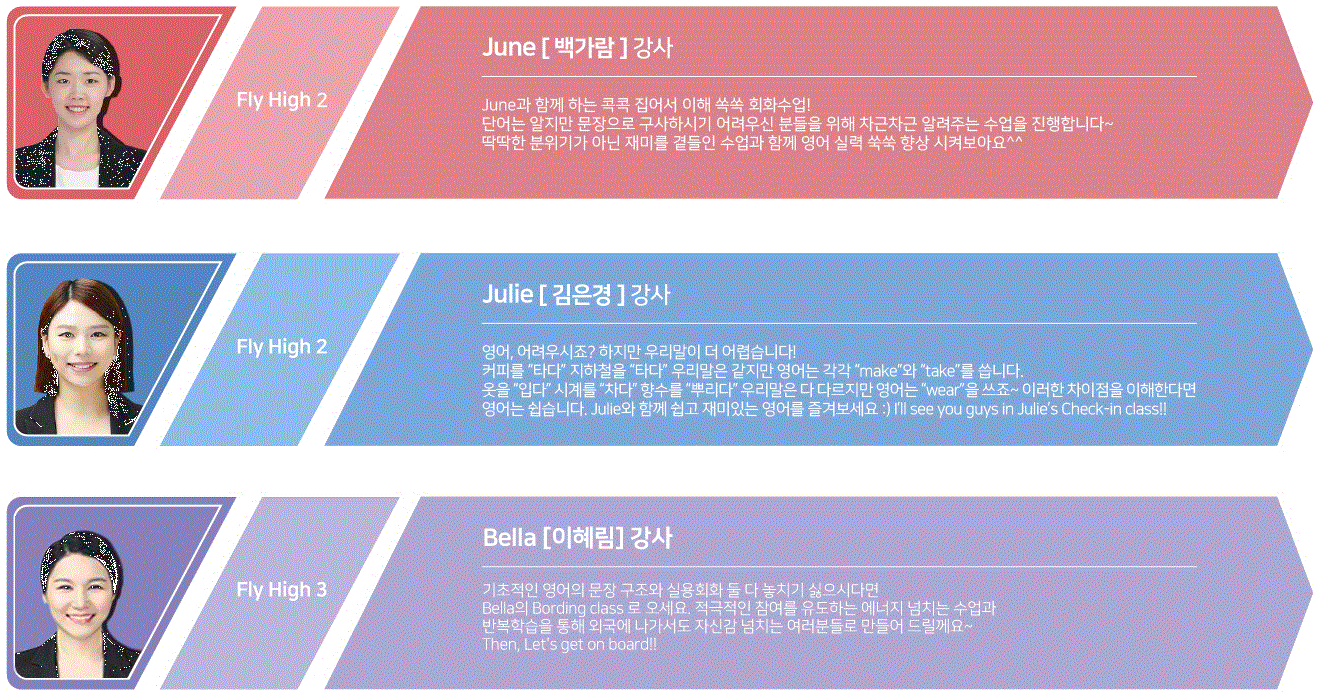 Fly High 2
June [ 백가람 ] 강사
June과 함께 하는 콕콕 집어서 이해 쏙쏙 회화수업!
단어는 알지만 문장으로 구사하시기 어려우신 분들을 위해 차근차근 알려주는 수업을 진행합니다~
딱딱한 분위기가 아닌 재미를 곁들인 수업과 함께 영어 실력 쑥쑥 향상 시켜보아요^^
Fly High 2
Julie [ 김은경 ] 강사
영어, 어려우시죠? 하지만 우리말이 더 어렵습니다!
커피를 "타다" 지하철을 "타다" 우리말은 같지만 영어는 각각 "make"와 "take"를 씁니다.
옷을 "입다" 시계를 "차다" 향수를 "뿌리다" 우리말은 다 다르지만 영어는 "wear"을 쓰죠~ 이러한 차이점을 이해한다면
영어는 쉽습니다. Julie와 함께 쉽고 재미있는 영어를 즐겨보세요 :) I'll see you guys in Julie's Check-in class!!
Fly High 3
Bella [이혜림] 강사
기초적인 영어의 문장 구조와 실용회화 둘 다 놓치기 싫으시다면
Bella의 Bording class 로 오세요. 적극적인 참여를 유도하는 에너지 넘치는 수업과
반복학습을 통해 외국에 나가서도 자신감 넘치는 여러분들로 만들어 드릴께요~
Then, Let's get on board!!